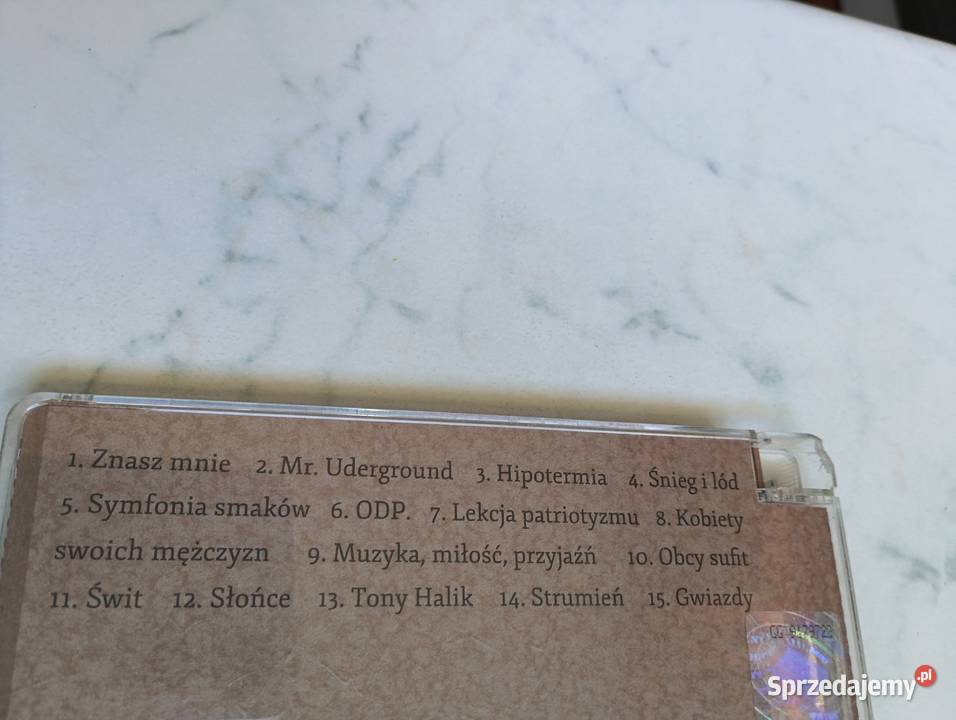 1. Znasz mnie 2. Mr. Uderground 3. Hipotermia 4. Śnieg i lód
5. Symfonia smaków 6. ODP. 7. Lekcja patriotyzmu 8. Kobiety
swoich mężczyzn 9. Muzyka, miłość, przyjaźń 10. Obcy sufit
11. Świt 12. Słońce 13. Tony Halik 14. Strumień 15. Gwiazdy
Sprzedajemy.pl